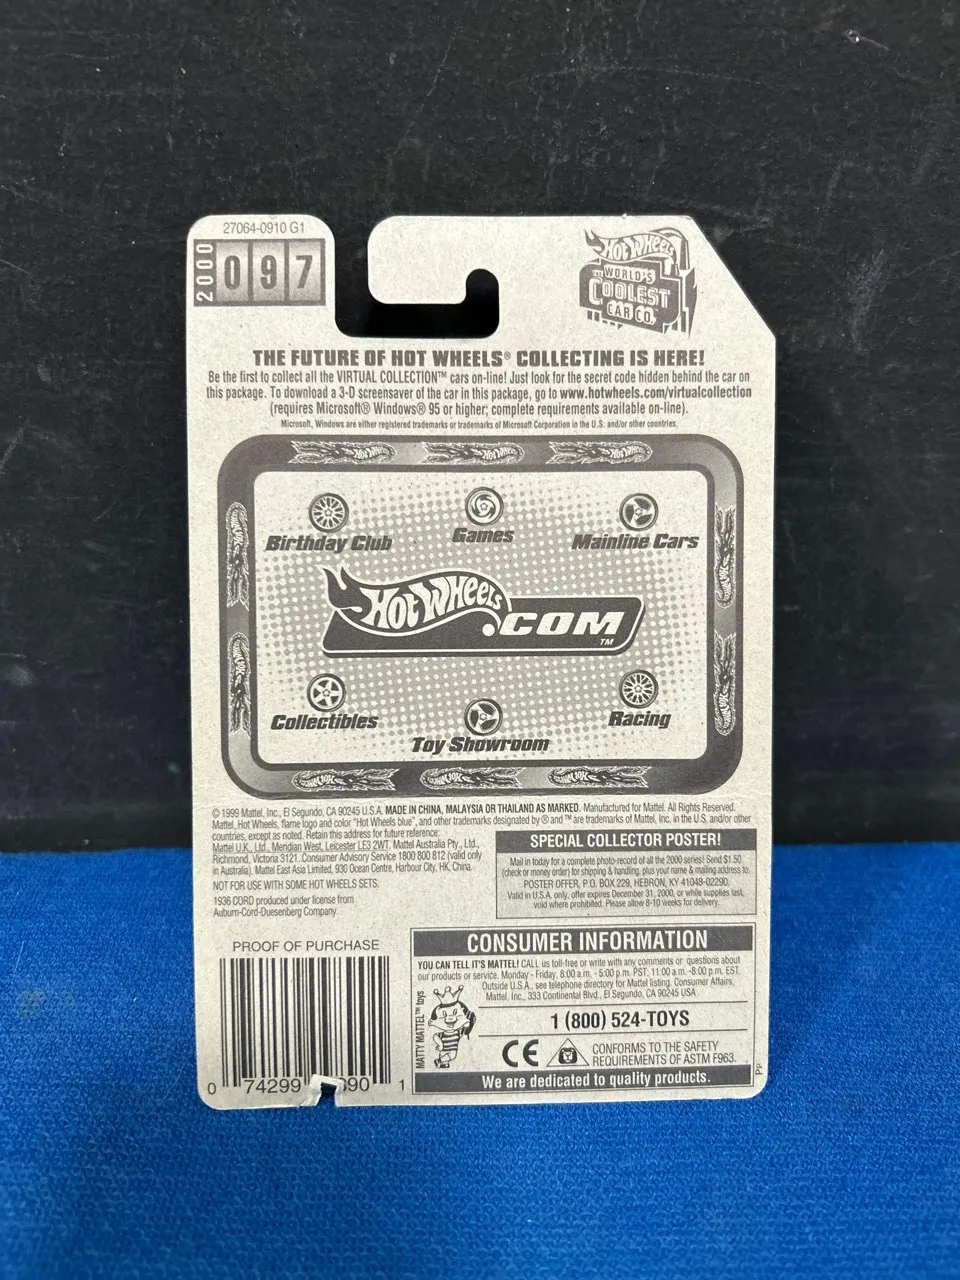 27064-0910 G1
2000
097
HOT WHEELS
THE WORLD'S
COOLEST
CAR CO.
THE FUTURE OF HOT WHEELS® COLLECTING IS HERE!
Be the first to collect all the VIRTUAL COLLECTION™ cars on-line! Just look for the secret code hidden behind the car on
this package. To download a 3-D screensaver of the car in this package, go to www.hotwheels.com/virtualcollection
(requires Microsoft® Windows® 95 or higher; complete requirements available on-line).
Microsoft, Windows are either registered trademarks or trademarks of Microsoft Corporation in the U.S. and/or other countries.
Birthday Club
Games
Mainline Cars
HOT WHEELS
.COM™
Collectibles
Toy Showroom
Racing
© 1999 Mattel, Inc., El Segundo, CA 90245 U.S.A. MADE IN CHINA, MALAYSIA OR THAILAND AS MARKED. Manufactured for Mattel. All Rights Reserved.
Mattel, Hot Wheels, flame logo and color "Hot Wheels blue", and other trademarks designated by ® and ™ are trademarks of Mattel, Inc. in the U.S. and/or other
countries, except as noted. Retain this address for future reference:
Mattel U.K., Ltd., Meridian West, Leicester LE3 2WT. Mattel Australia Pty., Ltd.,
Richmond, Victoria 3121. Consumer Advisory Service 1800 800 812 (valid only
in Australia). Mattel East Asia Limited, 930 Ocean Centre, Harbour City, HK, China.
NOT FOR USE WITH SOME HOT WHEELS SETS.
1936 CORD produced under license from
Auburn-Cord-Duesenberg Company.
SPECIAL COLLECTOR POSTER!
Mail in today for a complete photo-record of all the 2000 series! Send $1.50
(check or money order) for shipping & handling, plus your name & mailing address to:
POSTER OFFER, P.O. BOX 229, HEBRON, KY 41048-02290.
Valid in U.S.A. only, offer expires December 31, 2000, or while supplies last,
void where prohibited. Please allow 8-10 weeks for delivery.
PROOF OF PURCHASE
0 74299 090 1
CONSUMER INFORMATION
YOU CAN TELL IT'S MATTEL! CALL us toll-free or write with any comments or questions about
our products or service. Monday - Friday, 8:00 a.m. - 5:00 p.m. PST; 11:00 a.m. -8:00 p.m. EST.
Outside U.S.A., see telephone directory for Mattel listing. Consumer Affairs,
Mattel, Inc., 333 Continental Blvd., El Segundo, CA 90245 USA
MATTY MATTEL™ toys
1 (800) 524-TOYS
CE
CONFORMS TO THE SAFETY
REQUIREMENTS OF ASTM F963.
We are dedicated to quality products.
PP